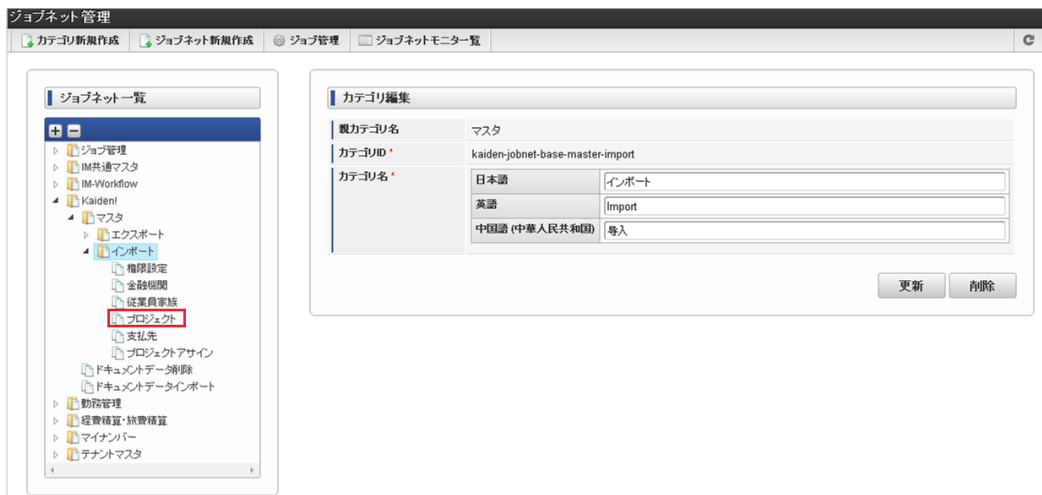 ジョブネット管理
カテゴリ新規作成 ジョブネット新規作成 ジョブ管理 ジョブネットモニタ一覧
ジョブネット一覧
ジョブ管理
IM共通マスタ
IM-Workflow
Kaiden!
マスタ
エクスポート
インポート
権限設定
金融機関
従業員家族
プロジェクト
支払先
プロジェクトアサイン
ドキュメントデータ削除
ドキュメントデータインポート
勤務管理
経費精算・旅費精算
マイナンバー
テナントマスタ
カテゴリ編集
親カテゴリ名 マスタ
カテゴリID * kaiden-jobnet-base-master-import
カテゴリ名 * 日本語 インポート
英語 Import
中国語 (中華人民共和国) 导入
更新 削除